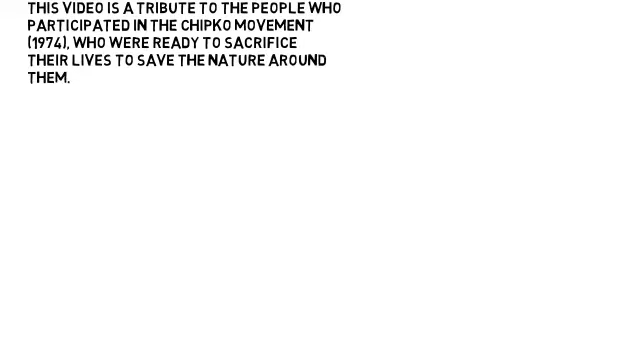 THIS VIDEO IS A TRIBUTE TO THE PEOPLE WHO
PARTICIPATED IN THE CHIPKO MOVEMENT
(1974), WHO WERE READY TO SACRIFICE
THEIR LIVES TO SAVE THE NATURE AROUND
THEM.